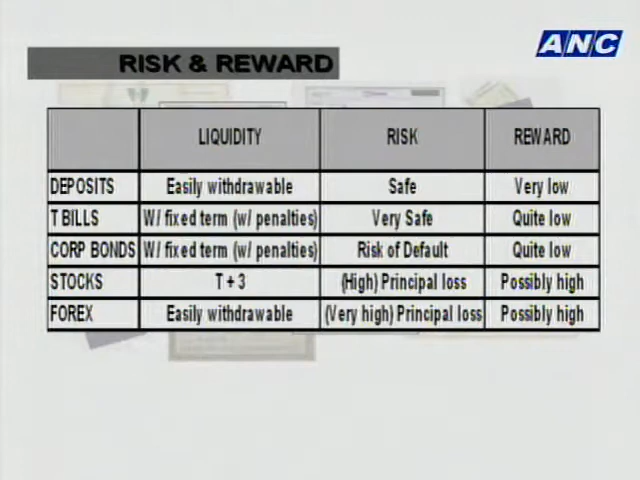 ANC
RISK & REWARD
LIQUIDITY RISK REWARD
DEPOSITS Easily withdrawable Safe Very low
T BILLS W/ fixed term (w/ penalties) Very Safe Quite low
CORP BONDS W/ fixed term (w/ penalties) Risk of Default Quite low
STOCKS T + 3 (High) Principal loss Possibly high
FOREX Easily withdrawable (Very high) Principal loss Possibly high